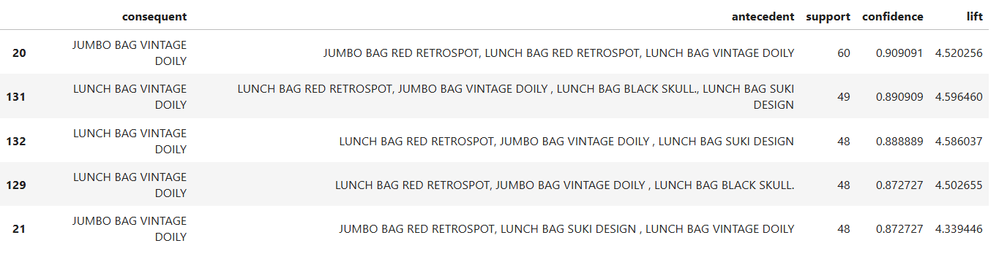 consequent antecedent support confidence lift
20 JUMBO BAG VINTAGE DOILY JUMBO BAG RED RETROSPOT, LUNCH BAG RED RETROSPOT, LUNCH BAG VINTAGE DOILY 60 0.909091 4.520256
131 LUNCH BAG VINTAGE DOILY LUNCH BAG RED RETROSPOT, JUMBO BAG VINTAGE DOILY , LUNCH BAG BLACK SKULL., LUNCH BAG SUKI DESIGN 49 0.890909 4.596460
132 LUNCH BAG VINTAGE DOILY LUNCH BAG RED RETROSPOT, JUMBO BAG VINTAGE DOILY , LUNCH BAG SUKI DESIGN 48 0.888889 4.586037
129 LUNCH BAG VINTAGE DOILY LUNCH BAG RED RETROSPOT, JUMBO BAG VINTAGE DOILY , LUNCH BAG BLACK SKULL. 48 0.872727 4.502655
21 JUMBO BAG VINTAGE DOILY JUMBO BAG RED RETROSPOT, LUNCH BAG SUKI DESIGN , LUNCH BAG VINTAGE DOILY 48 0.872727 4.339446